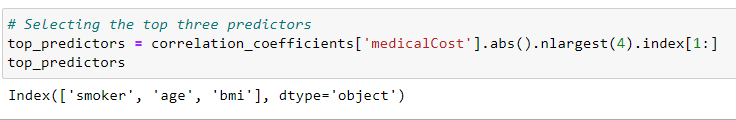 # Selecting the top three predictors
top_predictors = correlation_coefficients['medicalCost'].abs().nlargest(4).index[1:]
top_predictors
Index(['smoker', 'age', 'bmi'], dtype='object')